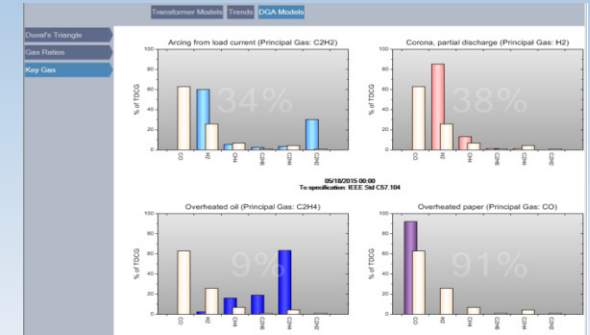 Transformer Models Trends DGA Models
Duval's Triangle
Gas Ration
Key Gas
Arcing from load current (Principal Gas: C2H2)
% of TDCG
100
80
60
40
20
0
34%
CO H2 CH4 C2H6 C2H4 C2H2
Corona, partial discharge (Principal Gas: H2)
% of TDCG
100
80
60
40
20
0
38%
CO H2 CH4 C2H6 C2H4 C2H2
05/18/2015 00:00
To specification: IEEE Std C57.104
Overheated oil (Principal Gas: C2H4)
% of TDCG
100
80
60
40
20
0
9%
CO H2 CH4 C2H6 C2H4 C2H2
Overheated paper (Principal Gas: CO)
% of TDCG
100
80
60
40
20
0
91%
CO H2 CH4 C2H6 C2H4 C2H2